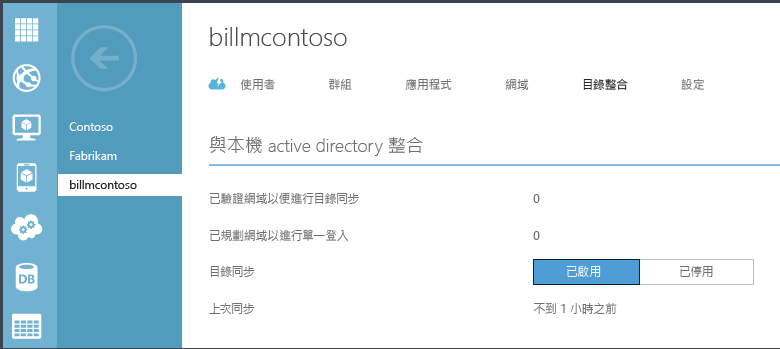 billmcontoso
使用者 群組 應用程式 網域 目錄整合 設定
Contoso
Fabrikam
billmcontoso
與本機 active directory 整合
已驗證網域以便進行目錄同步 0
已規劃網域以進行單一登入 0
目錄同步 已啟用 已停用
上次同步 不到 1 小時之前
DB